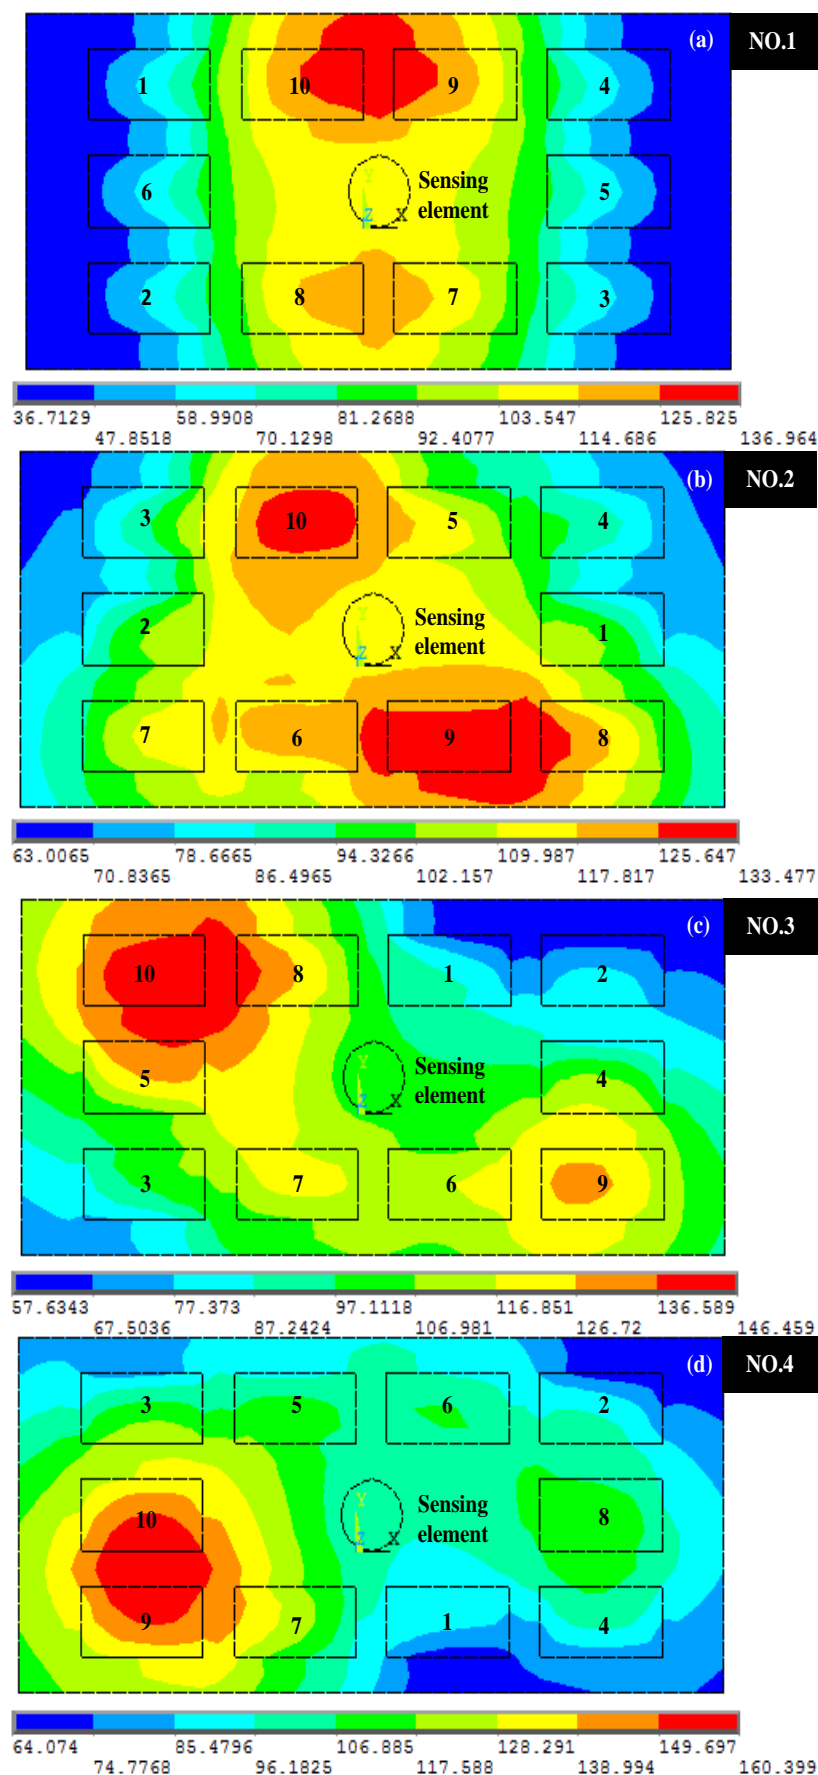 (a) NO.1
1 10 9 4
6 Sensing 5
element
Y
Z X
2 8 7 3
36.7129 58.9908 81.2688 103.547 125.825
47.8518 70.1298 92.4077 114.686 136.964
(b) NO.2
3 10 5 4
2 Sensing 1
element
Y
Z X
7 6 9 8
63.0065 78.6665 94.3266 109.987 125.647
70.8365 86.4965 102.157 117.817 133.477
(c) NO.3
10 8 1 2
5 Sensing 4
element
Y
Z X
3 7 6 9
57.6343 77.373 97.1118 116.851 136.589
67.5036 87.2424 106.981 126.72 146.459
(d) NO.4
3 5 6 2
10 Sensing 8
element
Y
Z X
9 7 1 4
64.074 85.4796 106.885 128.291 149.697
74.7768 96.1825 117.588 138.994 160.399